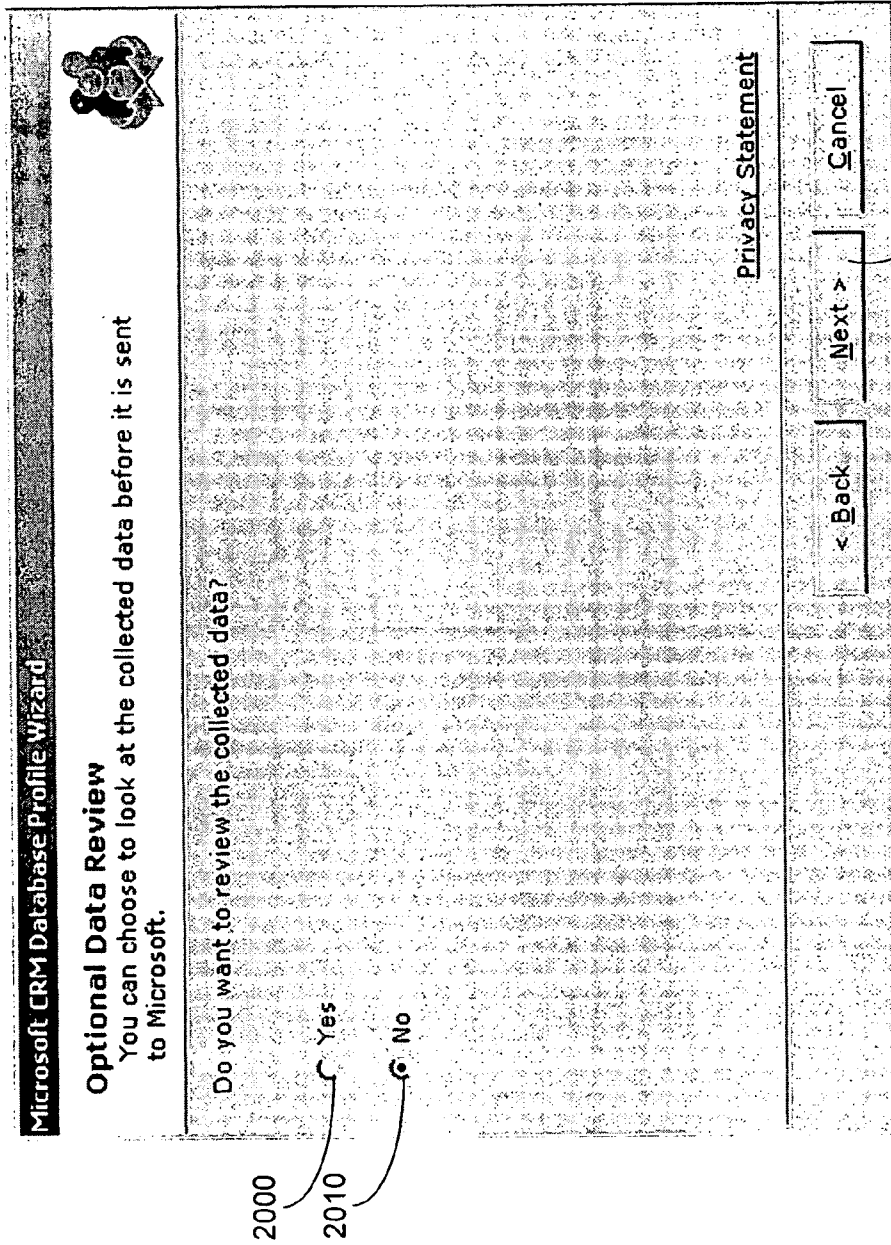 Microsoft CRM Database Profile Wizard
Optional Data Review
You can choose to look at the collected data before it is sent
to Microsoft.
Do you want to review the collected data?
2000
Yes
2010
No
Privacy Statement
< Back
Next >
Cancel